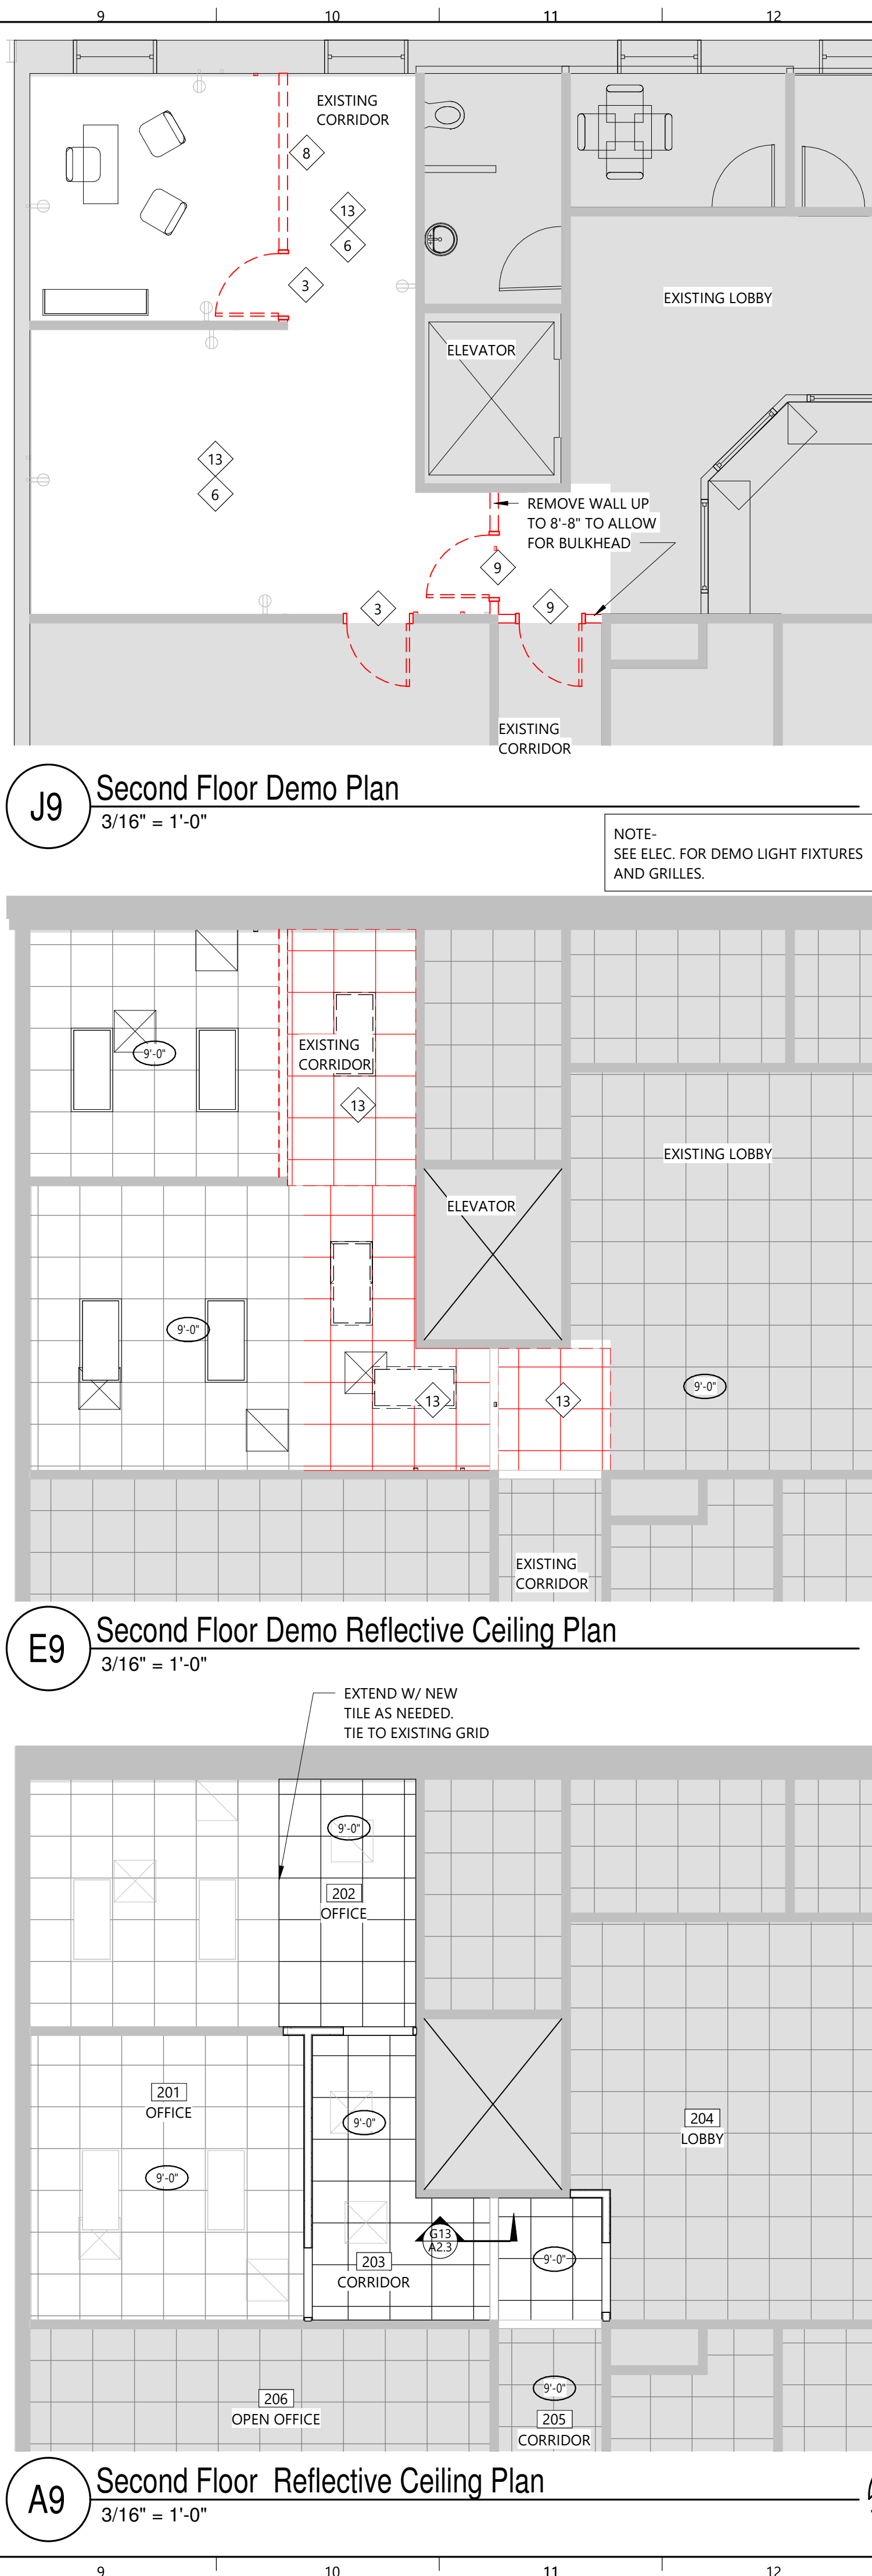 9 10 11 12
EXISTING
CORRIDOR
8
13
6
3
EXISTING LOBBY
ELEVATOR
13
6
REMOVE WALL UP
TO 8'-8" TO ALLOW
FOR BULKHEAD
9
3
9
EXISTING
CORRIDOR
J9
Second Floor Demo Plan
3/16" = 1'-0"
NOTE-
SEE ELEC. FOR DEMO LIGHT FIXTURES
AND GRILLES.
EXISTING
CORRIDOR
9'-0"
13
EXISTING LOBBY
ELEVATOR
9'-0"
9'-0"
13
13
EXISTING
CORRIDOR
E9
Second Floor Demo Reflective Ceiling Plan
3/16" = 1'-0"
EXTEND W/ NEW
TILE AS NEEDED.
TIE TO EXISTING GRID
9'-0"
202
OFFICE
201
OFFICE
9'-0"
204
LOBBY
9'-0"
G13
A2.3
203
CORRIDOR
9'-0"
9'-0"
206
OPEN OFFICE
205
CORRIDOR
A9
Second Floor Reflective Ceiling Plan
3/16" = 1'-0"
9 10 11 12